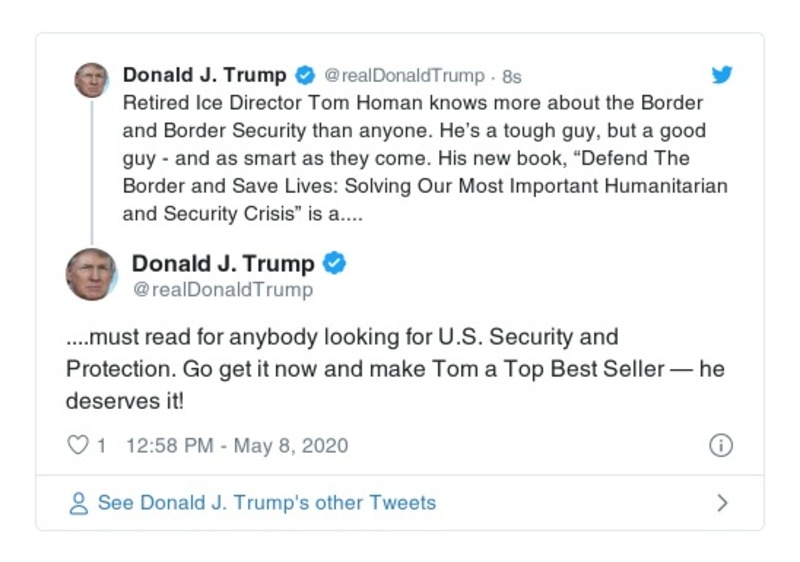 Donald J. Trump @realDonaldTrump · 8s
Retired Ice Director Tom Homan knows more about the Border
and Border Security than anyone. He’s a tough guy, but a good
guy - and as smart as they come. His new book, “Defend The
Border and Save Lives: Solving Our Most Important Humanitarian
and Security Crisis” is a....
Donald J. Trump
@realDonaldTrump
....must read for anybody looking for U.S. Security and
Protection. Go get it now and make Tom a Top Best Seller — he
deserves it!
1 12:58 PM - May 8, 2020
See Donald J. Trump's other Tweets